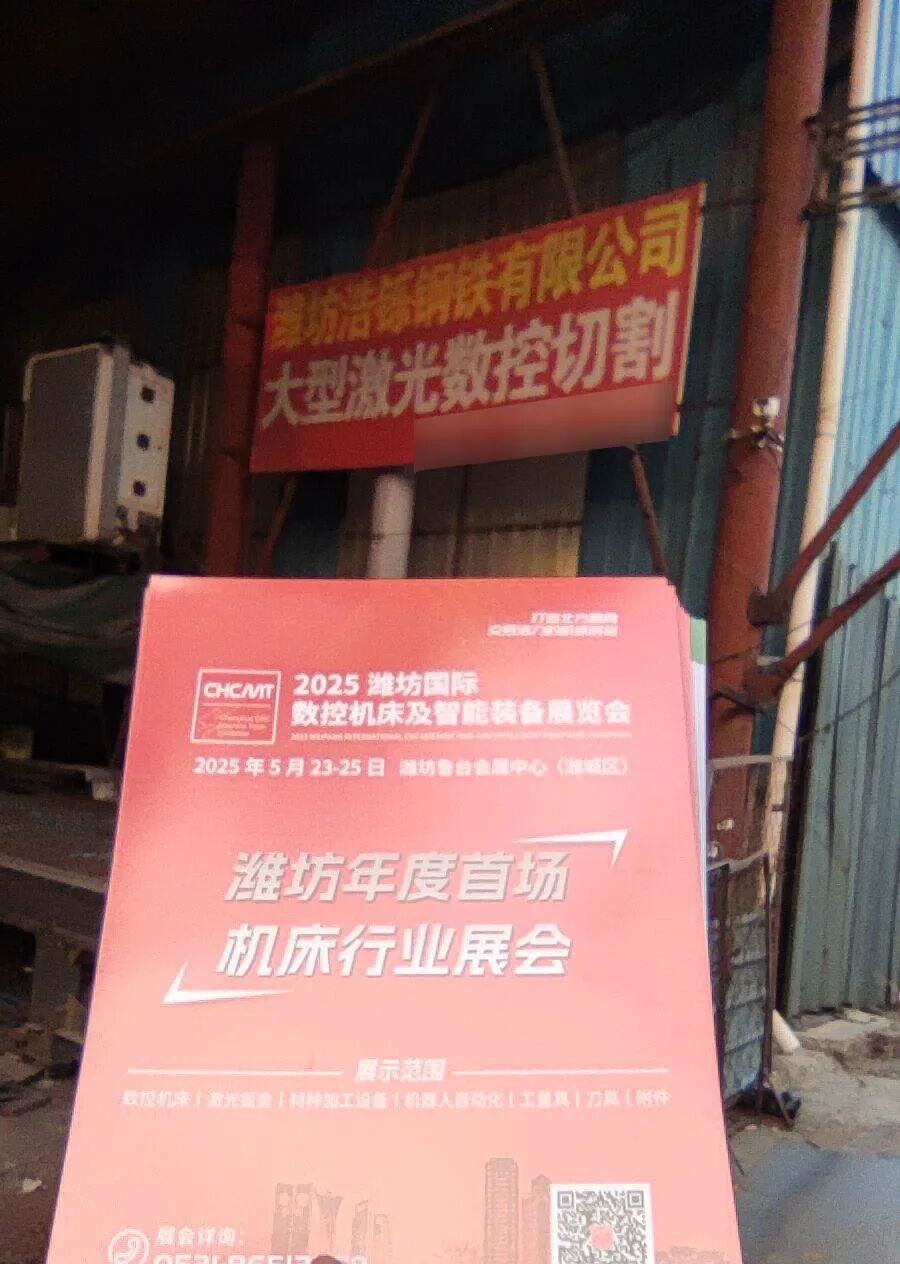 潍坊浩铄钢铁有限公司
大型激光数控切割
CHCMT
2025 潍坊国际
数控机床及智能装备展览会
2025 年 5 月 23-25 日 潍坊鲁台会展中心（潍城区）
潍坊年度首场
机床行业展会
展示范围
数控机床 | 激光钣金 | 特种加工设备 | 机器人自动化 | 工量具 | 刀具 | 附件
展会详询：